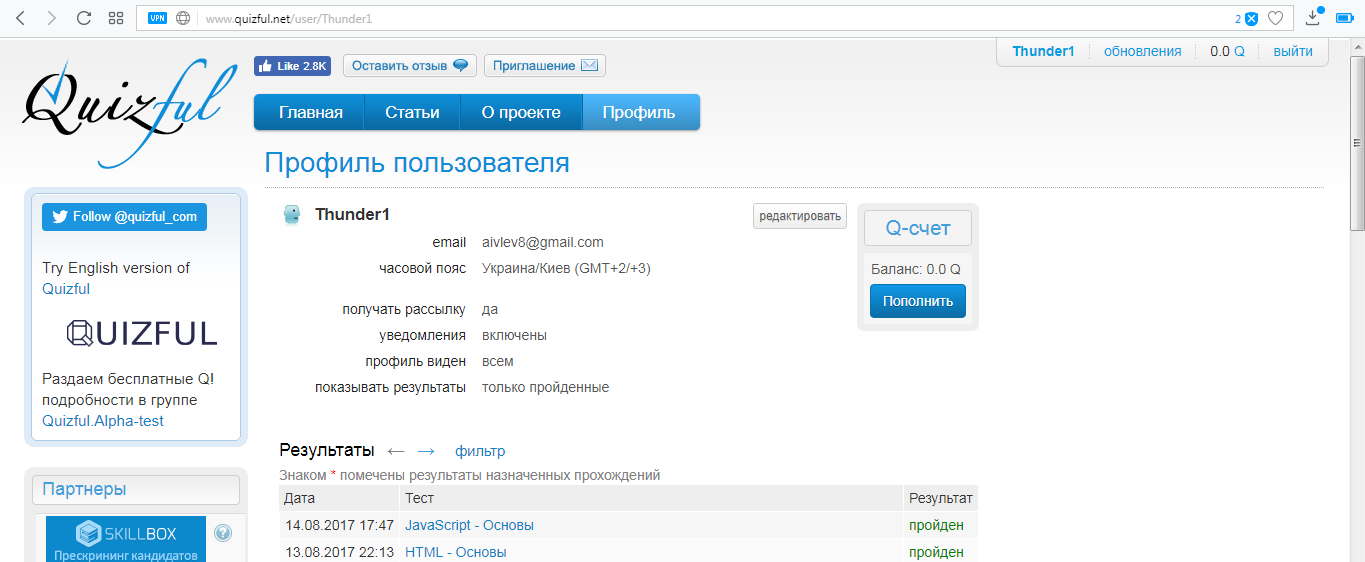 VPN www.quizful.net/user/Thunder1 2
Thunder1 обновления 0.0 Q выйти
Quizful
Like 2.8K Оставить отзыв Приглашение
Главная Статьи О проекте Профиль
Профиль пользователя
Follow @quizful_com
Try English version of
Quizful
QUIZFUL
Раздаем бесплатные Q!
подробности в группе
Quizful.Alpha-test
Партнеры
SKILLBOX
?
Прескрининг кандидатов
Thunder1 редактировать
email aivlev8@gmail.com
часовой пояс Украина/Киев (GMT+2/+3)
получать рассылку да
уведомления включены
профиль виден всем
показывать результаты только пройденные
Q-счет
Баланс: 0.0 Q
Пополнить
Результаты ← → фильтр
Знаком * помечены результаты назначенных прохождений
Дата Тест Результат
14.08.2017 17:47 JavaScript - Основы пройден
13.08.2017 22:13 HTML - Основы пройден